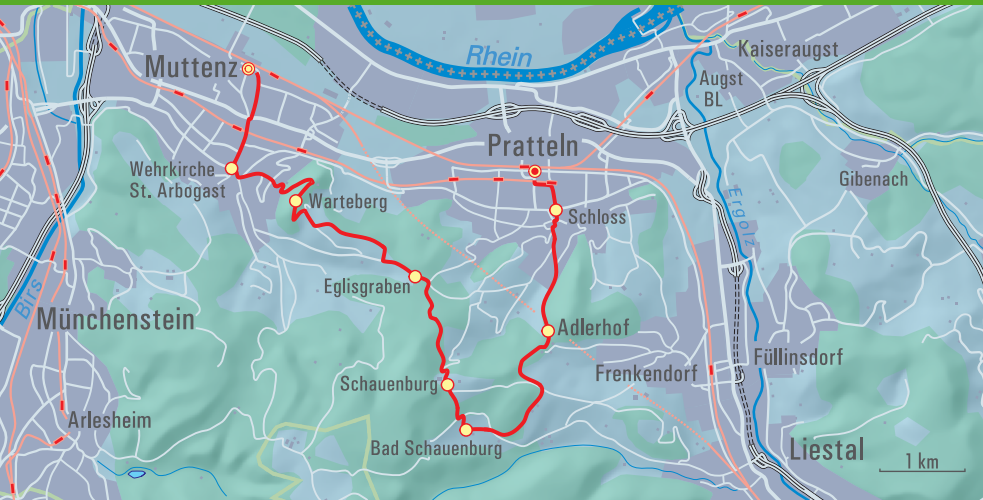 Rhein
Kaiseraugst
Muttenz
Augst
BL
Pratteln
Wehrkirche
St. Arbogast
Gibenach
Warteberg
Schloss
Ergolz
Eglisgraben
Birs
Münchenstein
Adlerhof
Füllinsdorf
Frenkendorf
Schauenburg
Arlesheim
Bad Schauenburg
Liestal
1 km